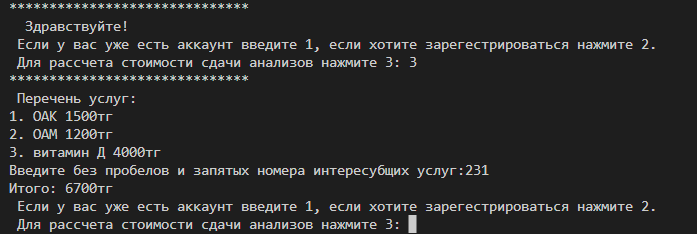 ******************************
Здравствуйте!
Если у вас уже есть аккаунт введите 1, если хотите зарегестрироваться нажмите 2.
Для рассчета стоимости сдачи анализов нажмите 3: 3
******************************
Перечень услуг:
1. ОАК 1500тг
2. ОАМ 1200тг
3. витамин Д 4000тг
Введите без пробелов и запятых номера интересубщих услуг:231
Итого: 6700тг
Если у вас уже есть аккаунт введите 1, если хотите зарегестрироваться нажмите 2.
Для рассчета стоимости сдачи анализов нажмите 3: